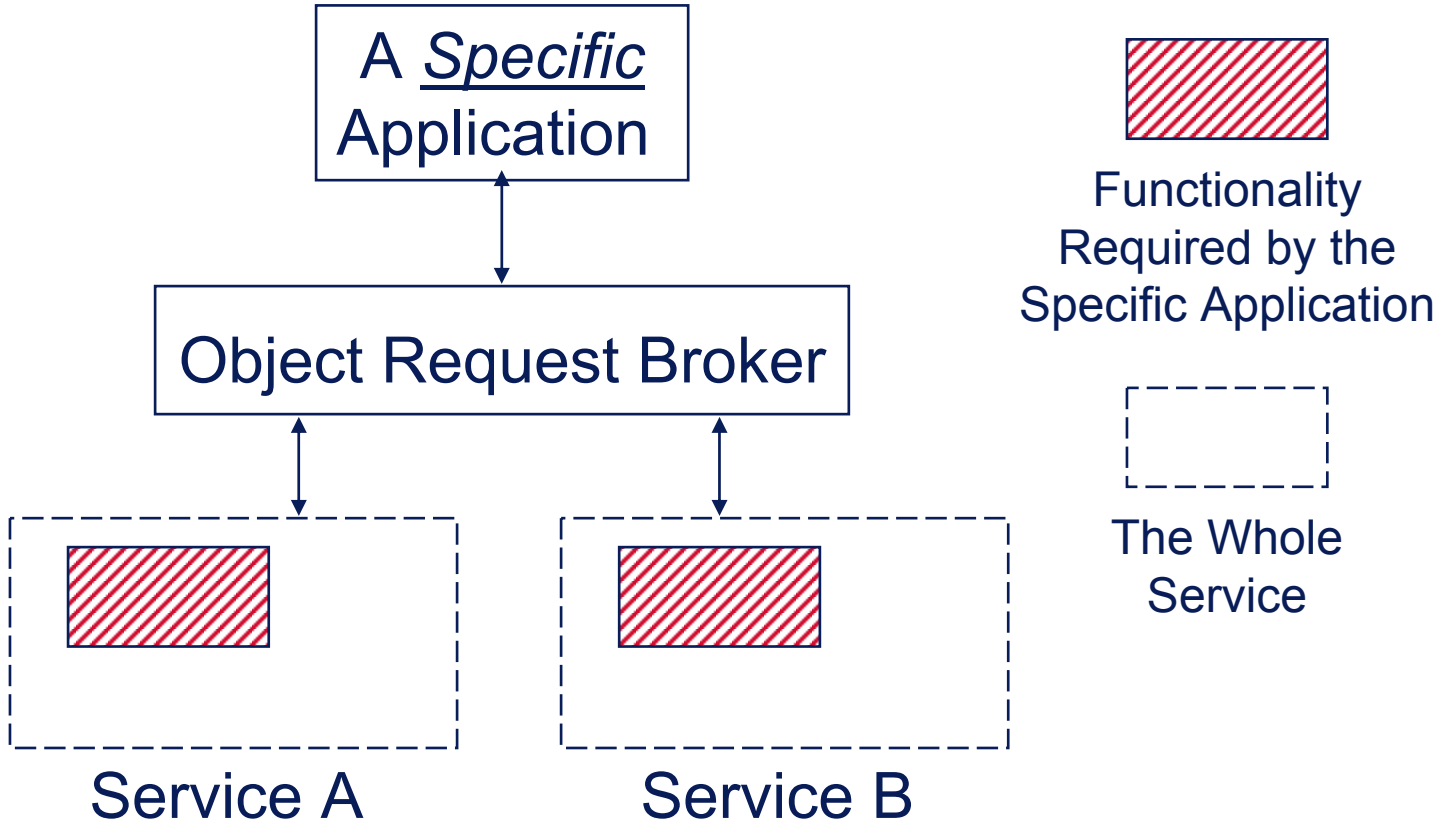 A Specific
Application
Object Request Broker
Service A
Service B
Functionality
Required by the
Specific Application
The Whole
Service